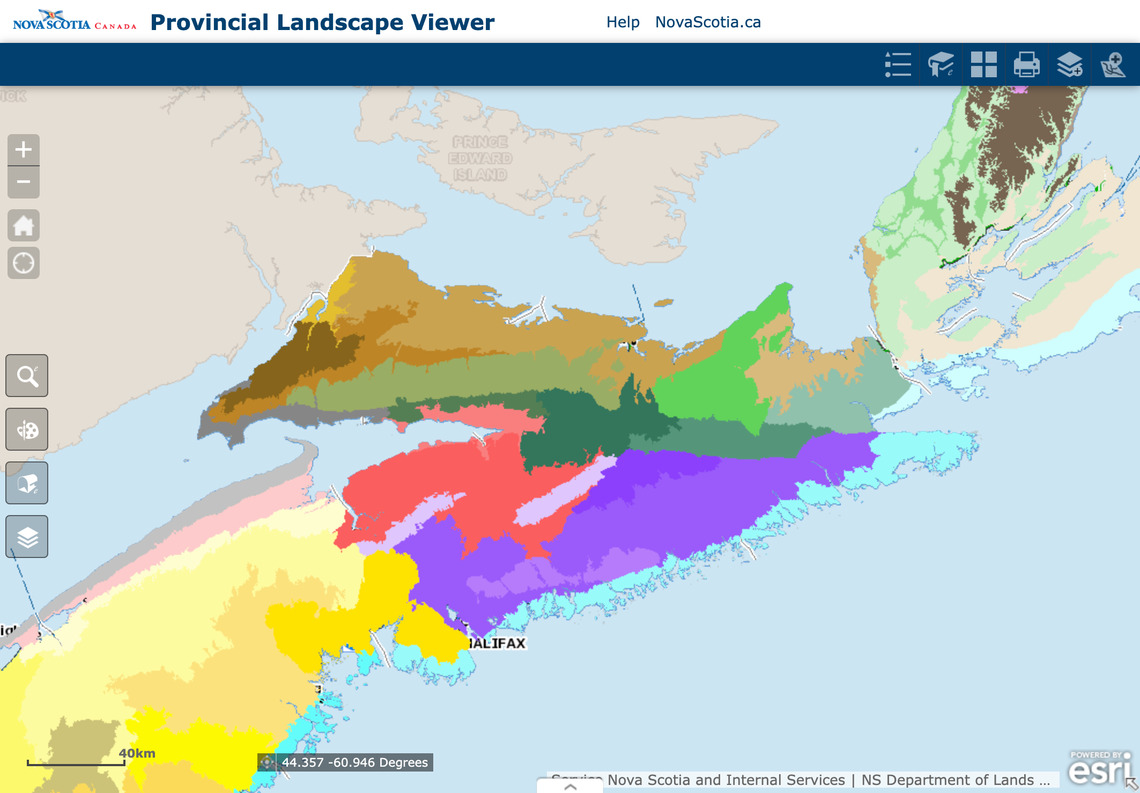 NOVA SCOTIA CANADA
Provincial Landscape Viewer
Help NovaScotia.ca
PRINCE
EDWARD
ISLAND
HALIFAX
40km
44.357 -60.946 Degrees
Service Nova Scotia and Internal Services | NS Department of Lands ...
POWERED BY
esri